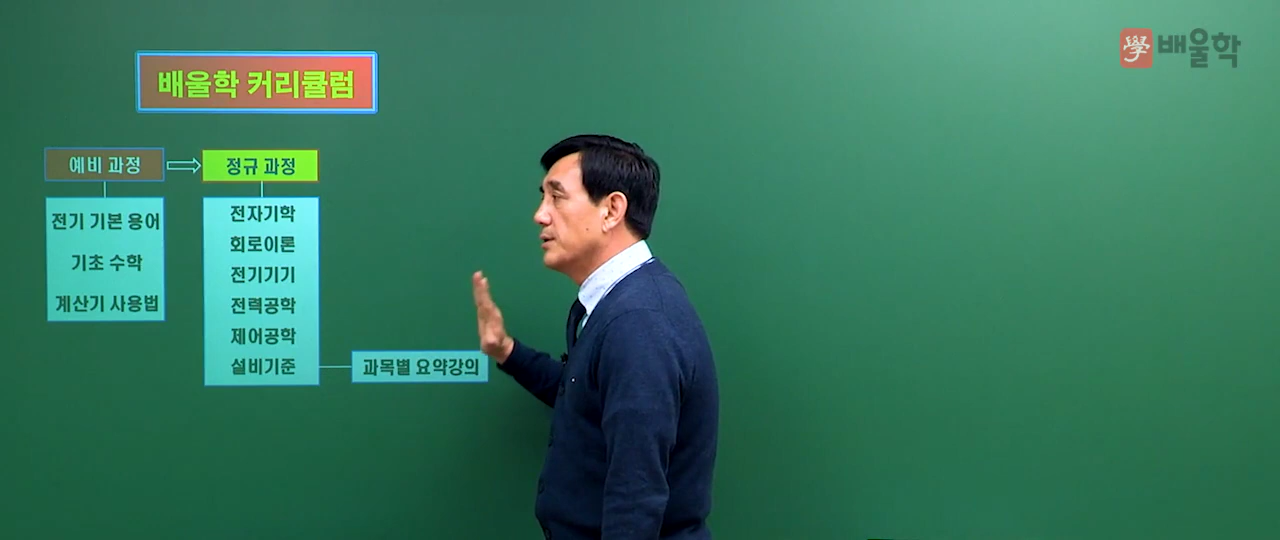 學 배울학
배울학 커리큘럼
예비 과정
정규 과정
전기 기본 용어
기초 수학
계산기 사용법
전자기학
회로이론
전기기기
전력공학
제어공학
설비기준
과목별 요약강의